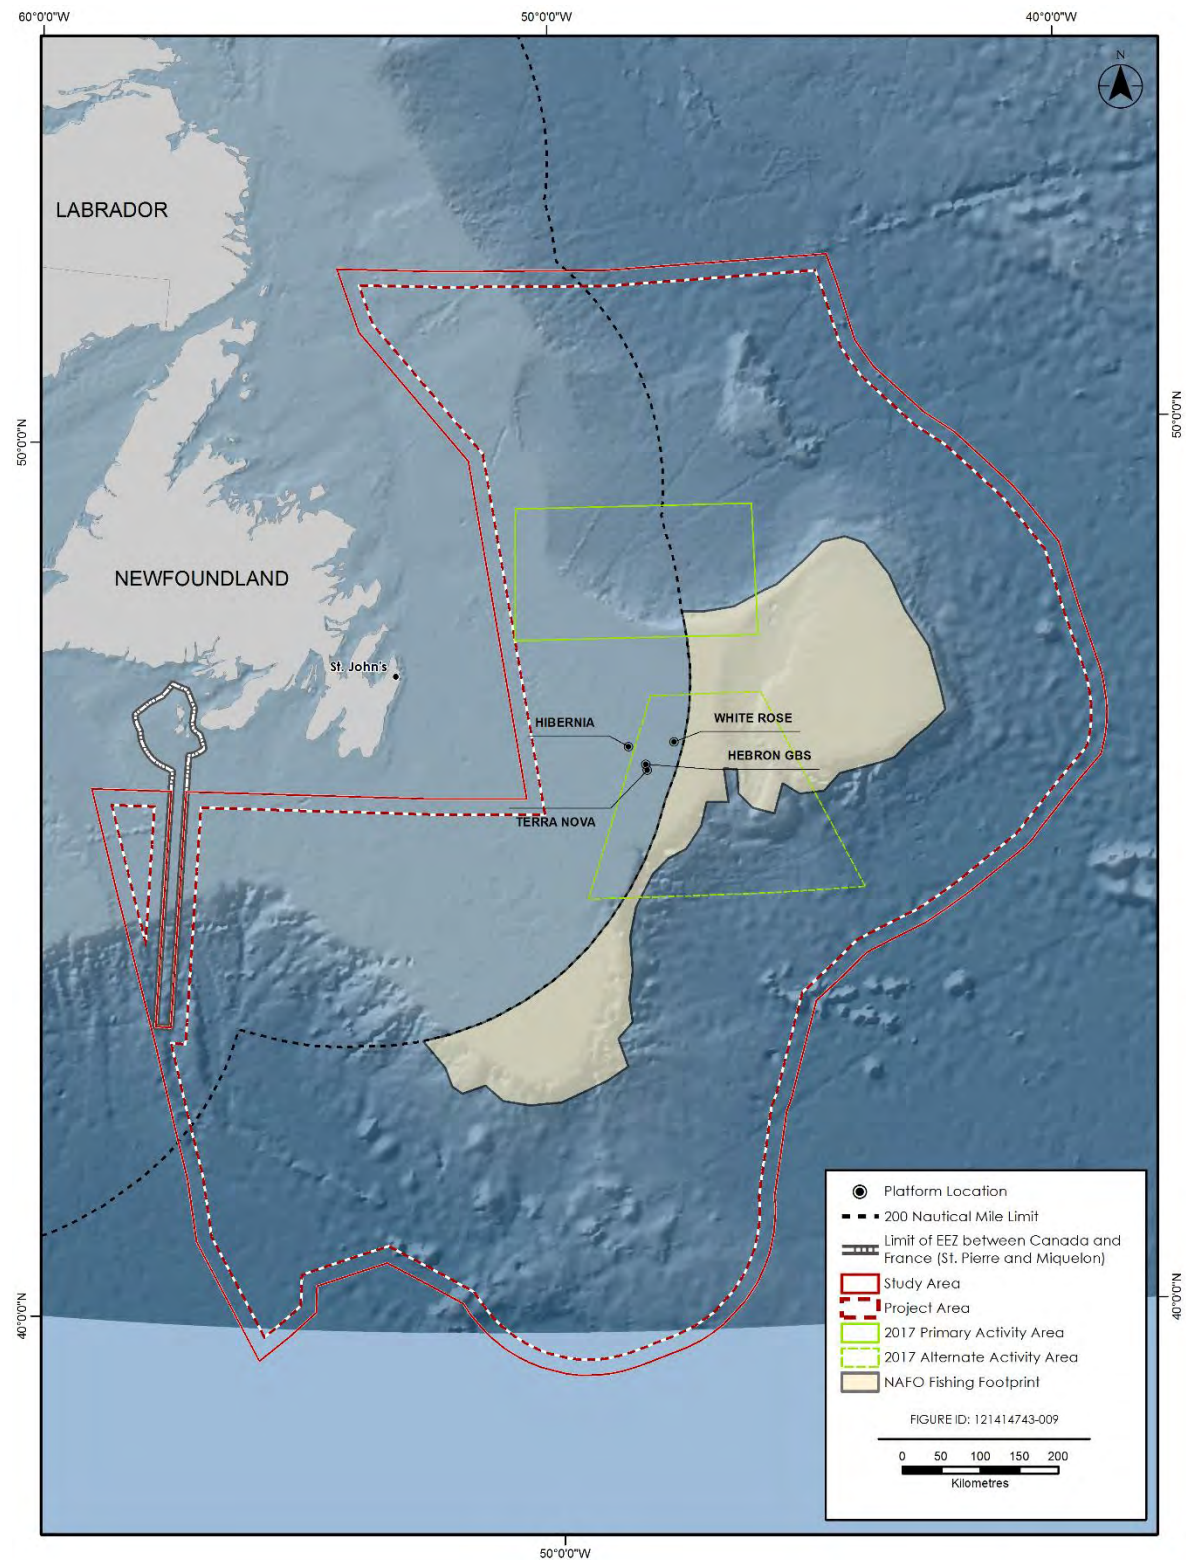 60°0'0"W
50°0'0"W
40°0'0"W
N
LABRADOR
50°0'0"N
50°0'0"N
NEWFOUNDLAND
St. John's
HIBERNIA
WHITE ROSE
HEBRON GBS
TERRA NOVA
Platform Location
200 Nautical Mile Limit
Limit of EEZ between Canada and
France (St. Pierre and Miquelon)
Study Area
Project Area
2017 Primary Activity Area
2017 Alternate Activity Area
NAFO Fishing Footprint
FIGURE ID: 121414743-009
0 50 100 150 200
Kilometres
40°0'0"N
40°0'0"N
50°0'0"W